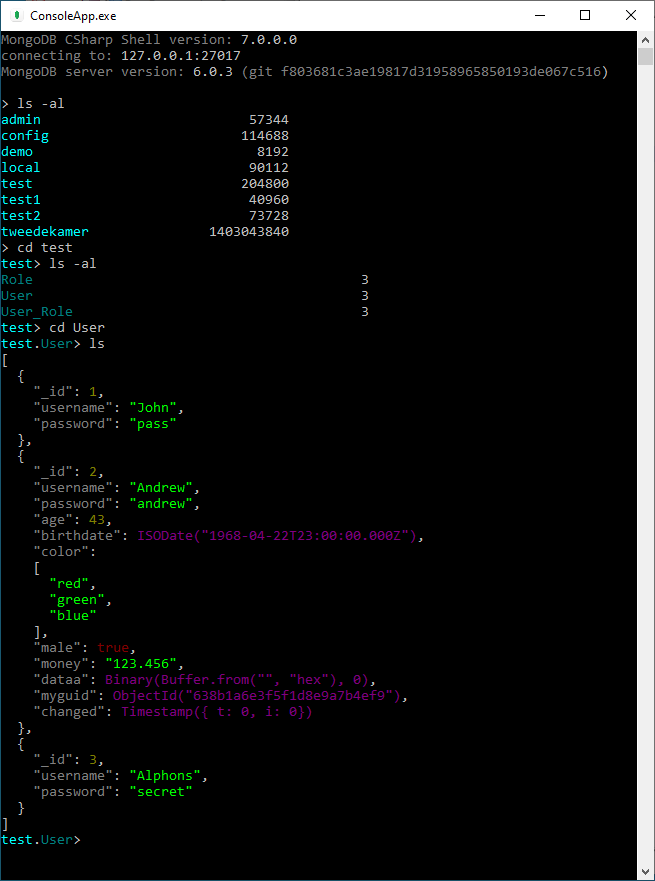 ConsoleApp.exe
MongoDB CSharp Shell version: 7.0.0.0
connecting to: 127.0.0.1:27017
MongoDB server version: 6.0.3 (git f803681c3ae19817d31958965850193de067c516)
> ls -al
admin                          57344
config                        114688
demo                            8192
local                          90112
test                          204800
test1                          40960
test2                          73728
tweedekamer               1403043840
> cd test
test> ls -al
Role                                         3
User                                         3
User_Role                                    3
test> cd User
test.User> ls
[
  {
    "_id": 1,
    "username": "John",
    "password": "pass"
  },
  {
    "_id": 2,
    "username": "Andrew",
    "password": "andrew",
    "age": 43,
    "birthdate": ISODate("1968-04-22T23:00:00.000Z"),
    "color":
    [
      "red",
      "green",
      "blue"
    ],
    "male": true,
    "money": "123.456",
    "dataa": Binary(Buffer.from("", "hex"), 0),
    "myguid": ObjectId("638b1a6e3f5f1d8e9a7b4ef9"),
    "changed": Timestamp({ t: 0, i: 0})
  },
  {
    "_id": 3,
    "username": "Alphons",
    "password": "secret"
  }
]
test.User>